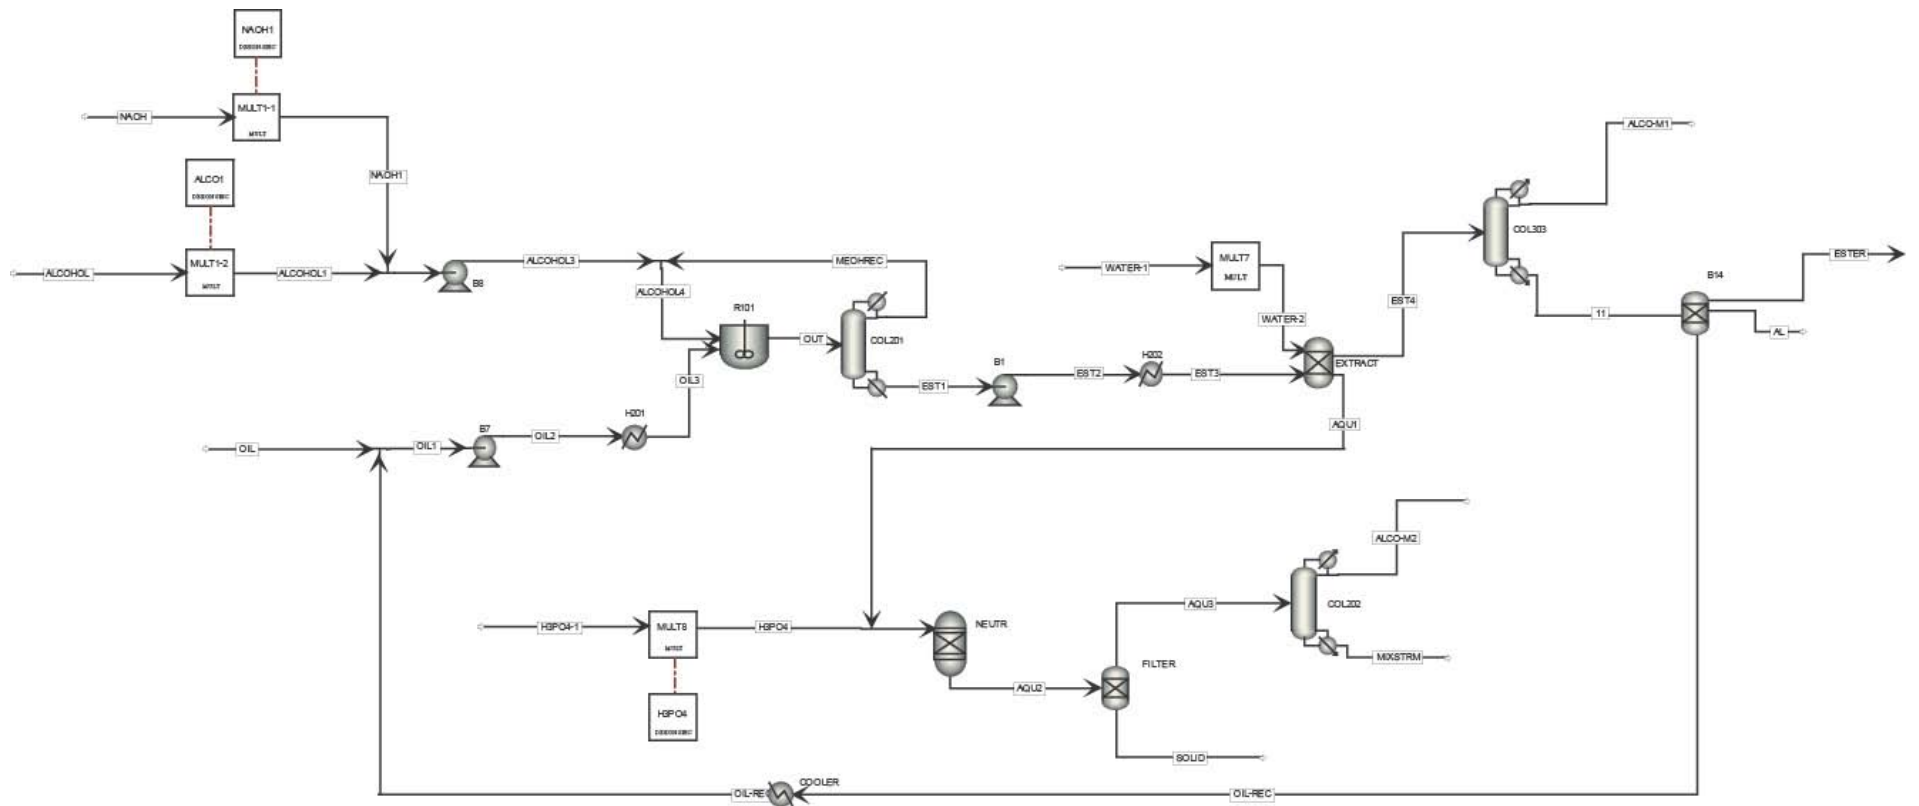 NAOH1
NAOH
MULT1-1
MULT
NAOH1
ALCO1
ALCOHOL
MULT1-2
ALCOHOL1
B8
ALCOHOL3
MEOHREC
ALCOHOL4
R101
OUT
COL201
OIL3
EST1
B1
EST2
H202
EST3
WATER-1
MULT7
MULT
WATER-2
EXTRACT
AQU1
EST4
COL303
ALCO-M1
11
B14
ESTER
AL
OIL
OIL1
B7
OIL2
H201
H3PO4-1
MULT8
H3PO4
H3PO4
NEUTR
AQU2
FILTER
AQU3
SOLID
COL202
ALCO-M2
MIXSTRM
OIL-REC
COOLER
OIL-REC